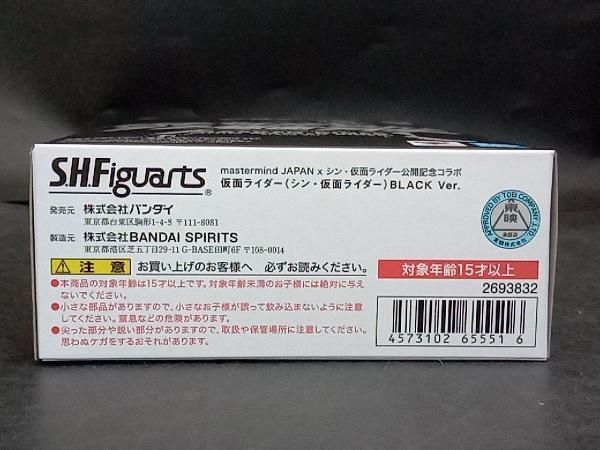 S.H.Figuarts®
mastermind JAPAN x シン・仮面ライダー公開記念コラボ
仮面ライダー(シン・仮面ライダー)BLACK Ver.
発売元 株式会社バンダイ
東京都台東区駒形1-4-8 〒111-8081
製造元 株式会社BANDAI SPIRITS
東京都港区芝五丁目29-11 G-BASE田町 〒108-0014
APPROVED BY TOEI COMPANY, LTD.
東映
東映株式会社
注意 お買い上げのお客様へ 必ずお読みください。
●本商品の対象年齢は15才以上です。対象年齢未満のお子様には絶対に与え
ないでください。
●小さな部品がありますので、小さなお子様が誤って飲み込まないように注意
してください。窒息などの危険があります。
●尖った部分や鋭い部分がありますので、取扱や保管場所に注意してください。
思わぬケガをするおそれがあります。
対象年齢15才以上
2693832
4573102 65551 6